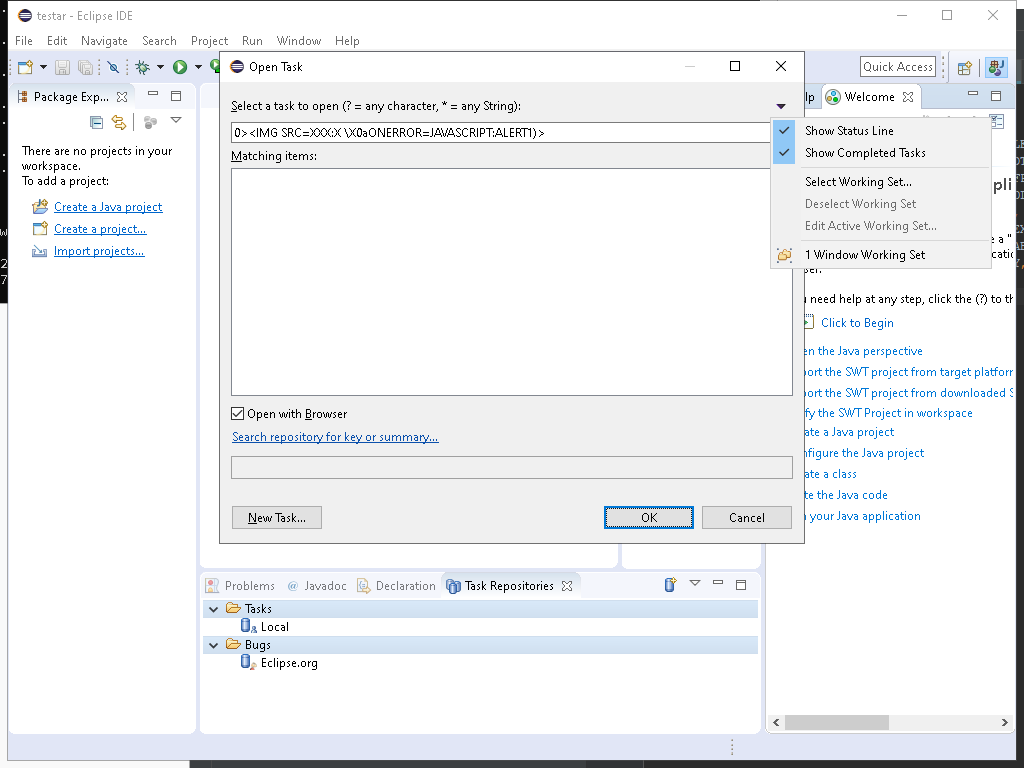 testar - Eclipse IDE
File Edit Navigate Search Project Run Window Help
Quick Access
Package Exp...
There are no projects in your
workspace.
To add a project:
Create a Java project
Create a project...
Import projects...
Open Task
Select a task to open (? = any character, * = any String):
0><IMG SRC=XXX:X \X0aONERROR=JAVASCRIPT:ALERT1)>
Matching items:
Open with Browser
Search repository for key or summary...
New Task...
OK
Cancel
Show Status Line
Show Completed Tasks
Select Working Set...
Deselect Working Set
Edit Active Working Set...
1 Window Working Set
Welcome
need help at any step, click the (?) to th
Click to Begin
en the Java perspective
port the SWT project from target platform
port the SWT project from downloaded S
fy the SWT Project in workspace
ate a Java project
nfigure the Java project
ate a class
te the Java code
your Java application
Problems @ Javadoc Declaration Task Repositories
Tasks
Local
Bugs
Eclipse.org